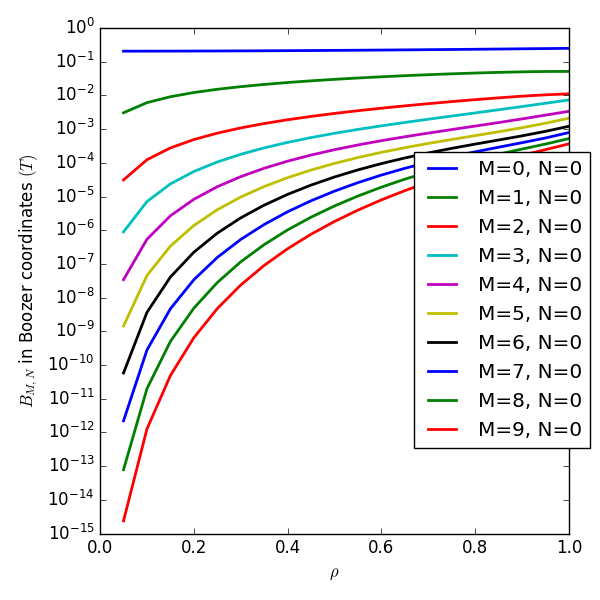 10^0
10^-1
10^-2
10^-3
10^-4
10^-5
10^-6
10^-7
10^-8
10^-9
10^-10
10^-11
10^-12
10^-13
10^-14
10^-15
B_{M,N} in Boozer coordinates (T)
M=0, N=0
M=1, N=0
M=2, N=0
M=3, N=0
M=4, N=0
M=5, N=0
M=6, N=0
M=7, N=0
M=8, N=0
M=9, N=0
0.0 0.2 0.4 0.6 0.8 1.0
ρ